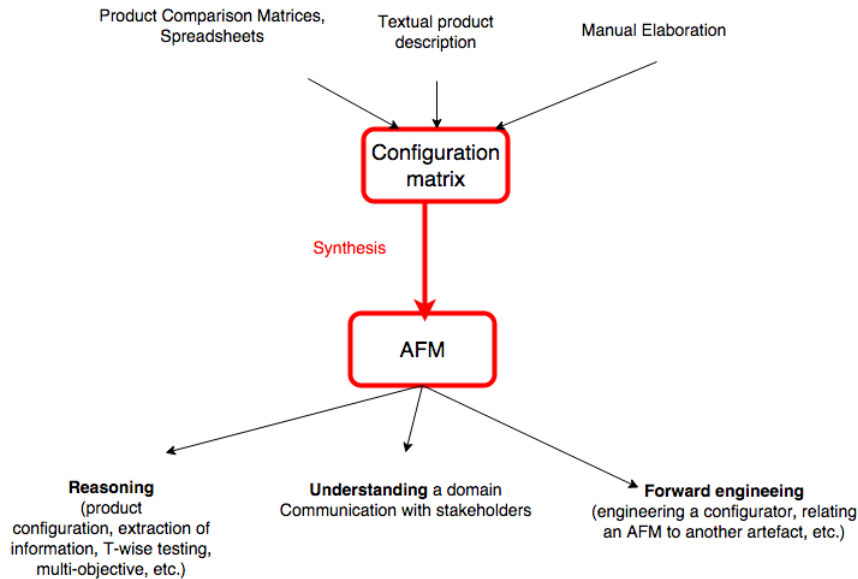 Product Comparison Matrices,
Spreadsheets
Textual product
description
Manual Elaboration
Configuration
matrix
Synthesis
AFM
Reasoning
(product
configuration, extraction of
information, T-wise testing,
multi-objective, etc.)
Understanding a domain
Communication with stakeholders
Forward engineeing
(engineering a configurator, relating
an AFM to another artefact, etc.)